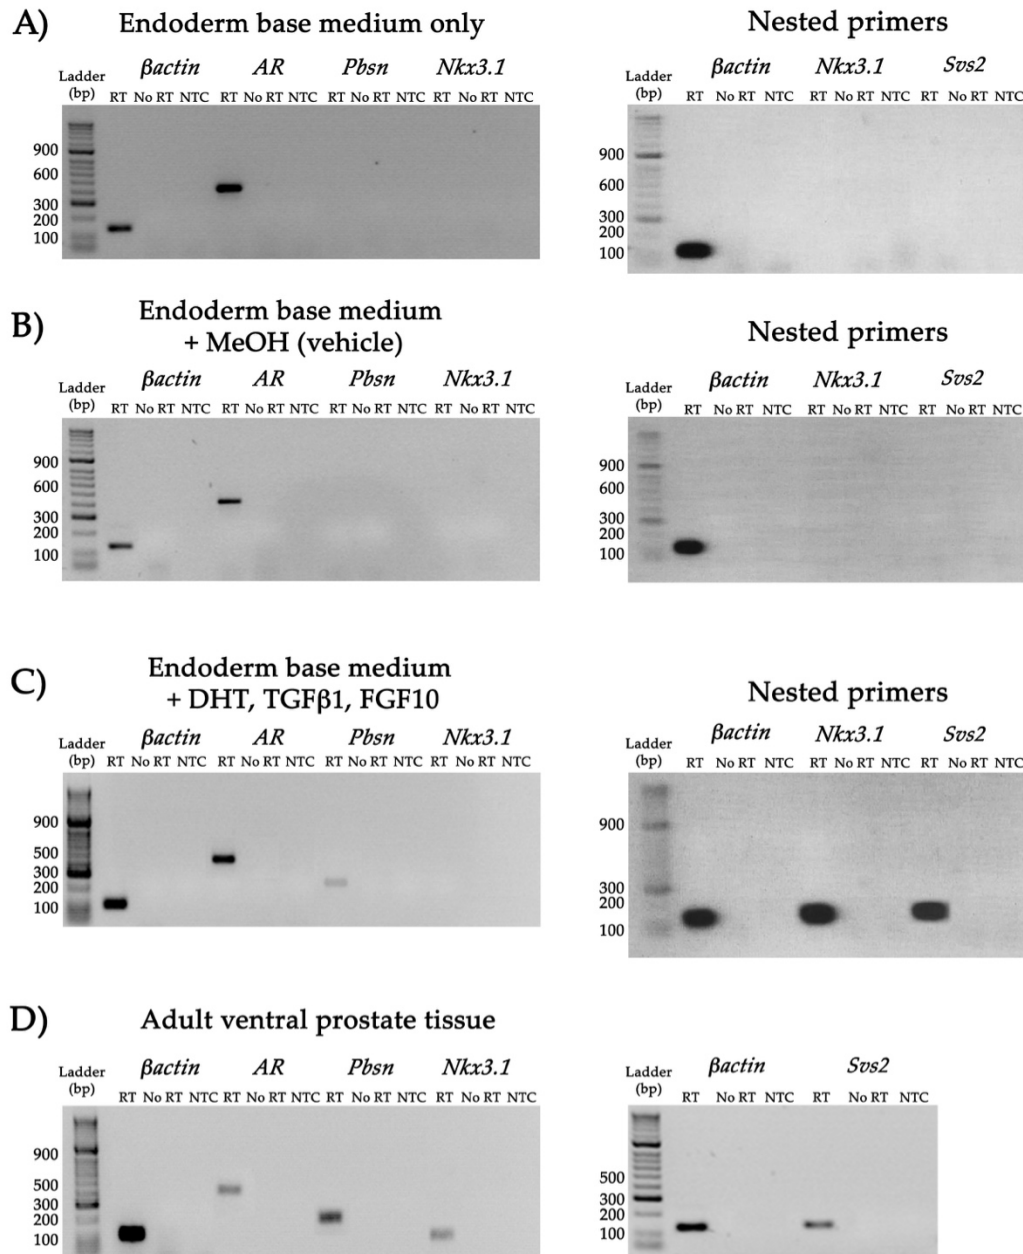 A)
Endoderm base medium only
Ladder (bp)
βactin AR Pbsn Nkx3.1
RT No RT NTC RT No RT NTC RT No RT NTC RT No RT NTC
900
600
300
200
100
Nested primers
Ladder (bp)
βactin Nkx3.1 Svs2
RT No RT NTC RT No RT NTC RT No RT NTC
900
600
300
200
100
B)
Endoderm base medium
+ MeOH (vehicle)
Ladder (bp)
βactin AR Pbsn Nkx3.1
RT No RT NTC RT No RT NTC RT No RT NTC RT No RT NTC
900
600
300
200
100
Nested primers
Ladder (bp)
βactin Nkx3.1 Svs2
RT No RT NTC RT No RT NTC RT No RT NTC
900
600
300
200
100
C)
Endoderm base medium
+ DHT, TGFβ1, FGF10
Ladder (bp)
βactin AR Pbsn Nkx3.1
RT No RT NTC RT No RT NTC RT No RT NTC RT No RT NTC
900
500
300
200
100
Nested primers
Ladder (bp)
βactin Nkx3.1 Svs2
RT No RT NTC RT No RT NTC RT No RT NTC
900
300
200
100
D)
Adult ventral prostate tissue
Ladder (bp)
βactin AR Pbsn Nkx3.1
RT No RT NTC RT No RT NTC RT No RT NTC RT No RT NTC
900
500
300
200
100
Ladder (bp)
βactin Svs2
RT No RT NTC RT No RT NTC
500
300
200
100